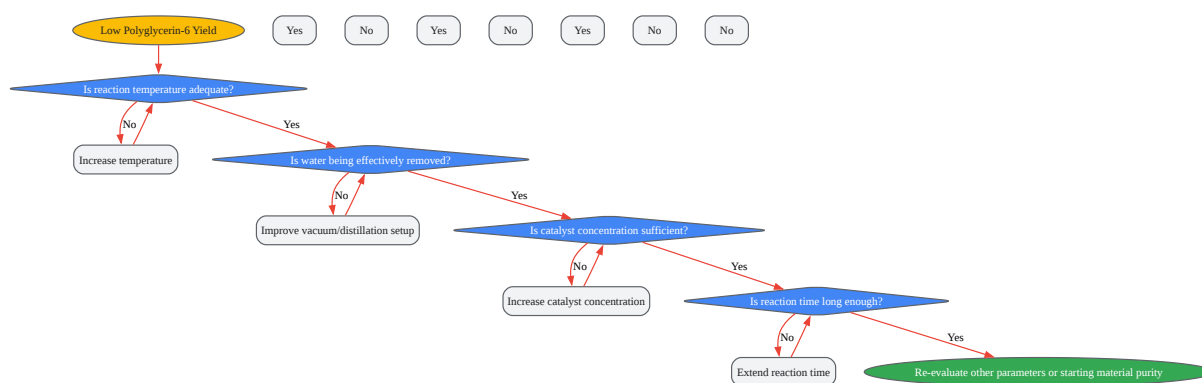 Low Polyglycerin-6 Yield
Yes
No
Yes
No
Yes
No
No
Is reaction temperature adequate?
No
Yes
Increase temperature
Is water being effectively removed?
No
Yes
Improve vacuum/distillation setup
Is catalyst concentration sufficient?
No
Yes
Increase catalyst concentration
Is reaction time long enough?
No
Yes
Extend reaction time
Re-evaluate other parameters or starting material purity